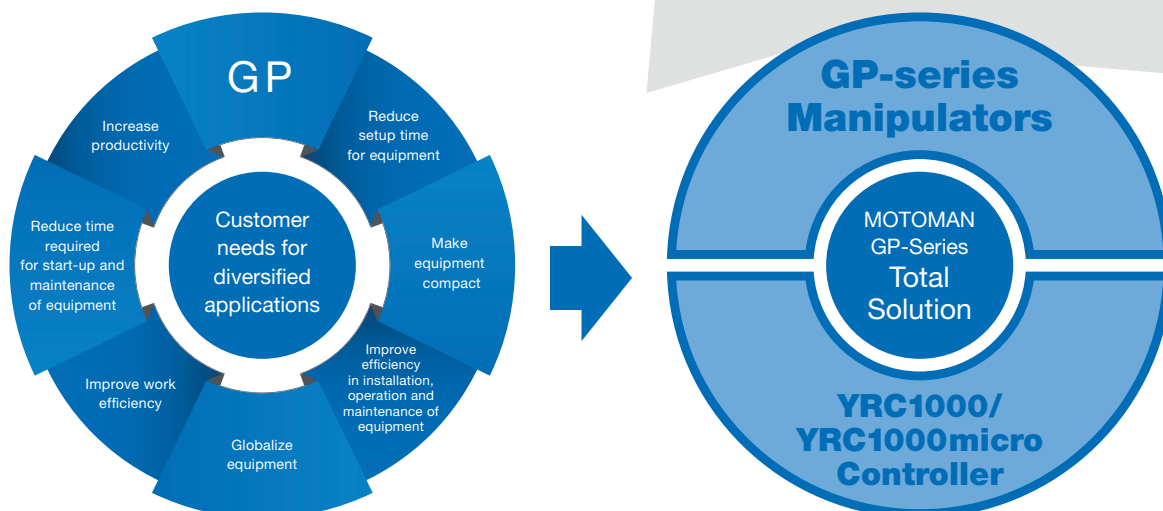 GP
Reduce
setup time
for equipment
Make
equipment
compact
Improve
efficiency
in installation,
operation and
maintenance of
equipment
Globalize
equipment
Improve work
efficiency
Reduce time
required
for start-up and
maintenance
of equipment
Increase
productivity
Customer
needs for
diversified
applications
GP-series
Manipulators
MOTOMAN
GP-Series
Total
Solution
YRC1000/
YRC1000micro
Controller